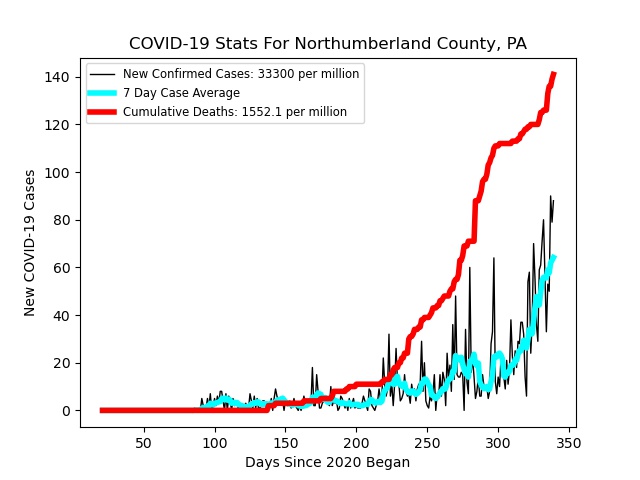 COVID-19 Stats For Northumberland County, PA
New Confirmed Cases: 33300 per million
7 Day Case Average
Cumulative Deaths: 1552.1 per million
New COVID-19 Cases
140
120
100
80
60
40
20
0
50
100
150
200
250
300
350
Days Since 2020 Began